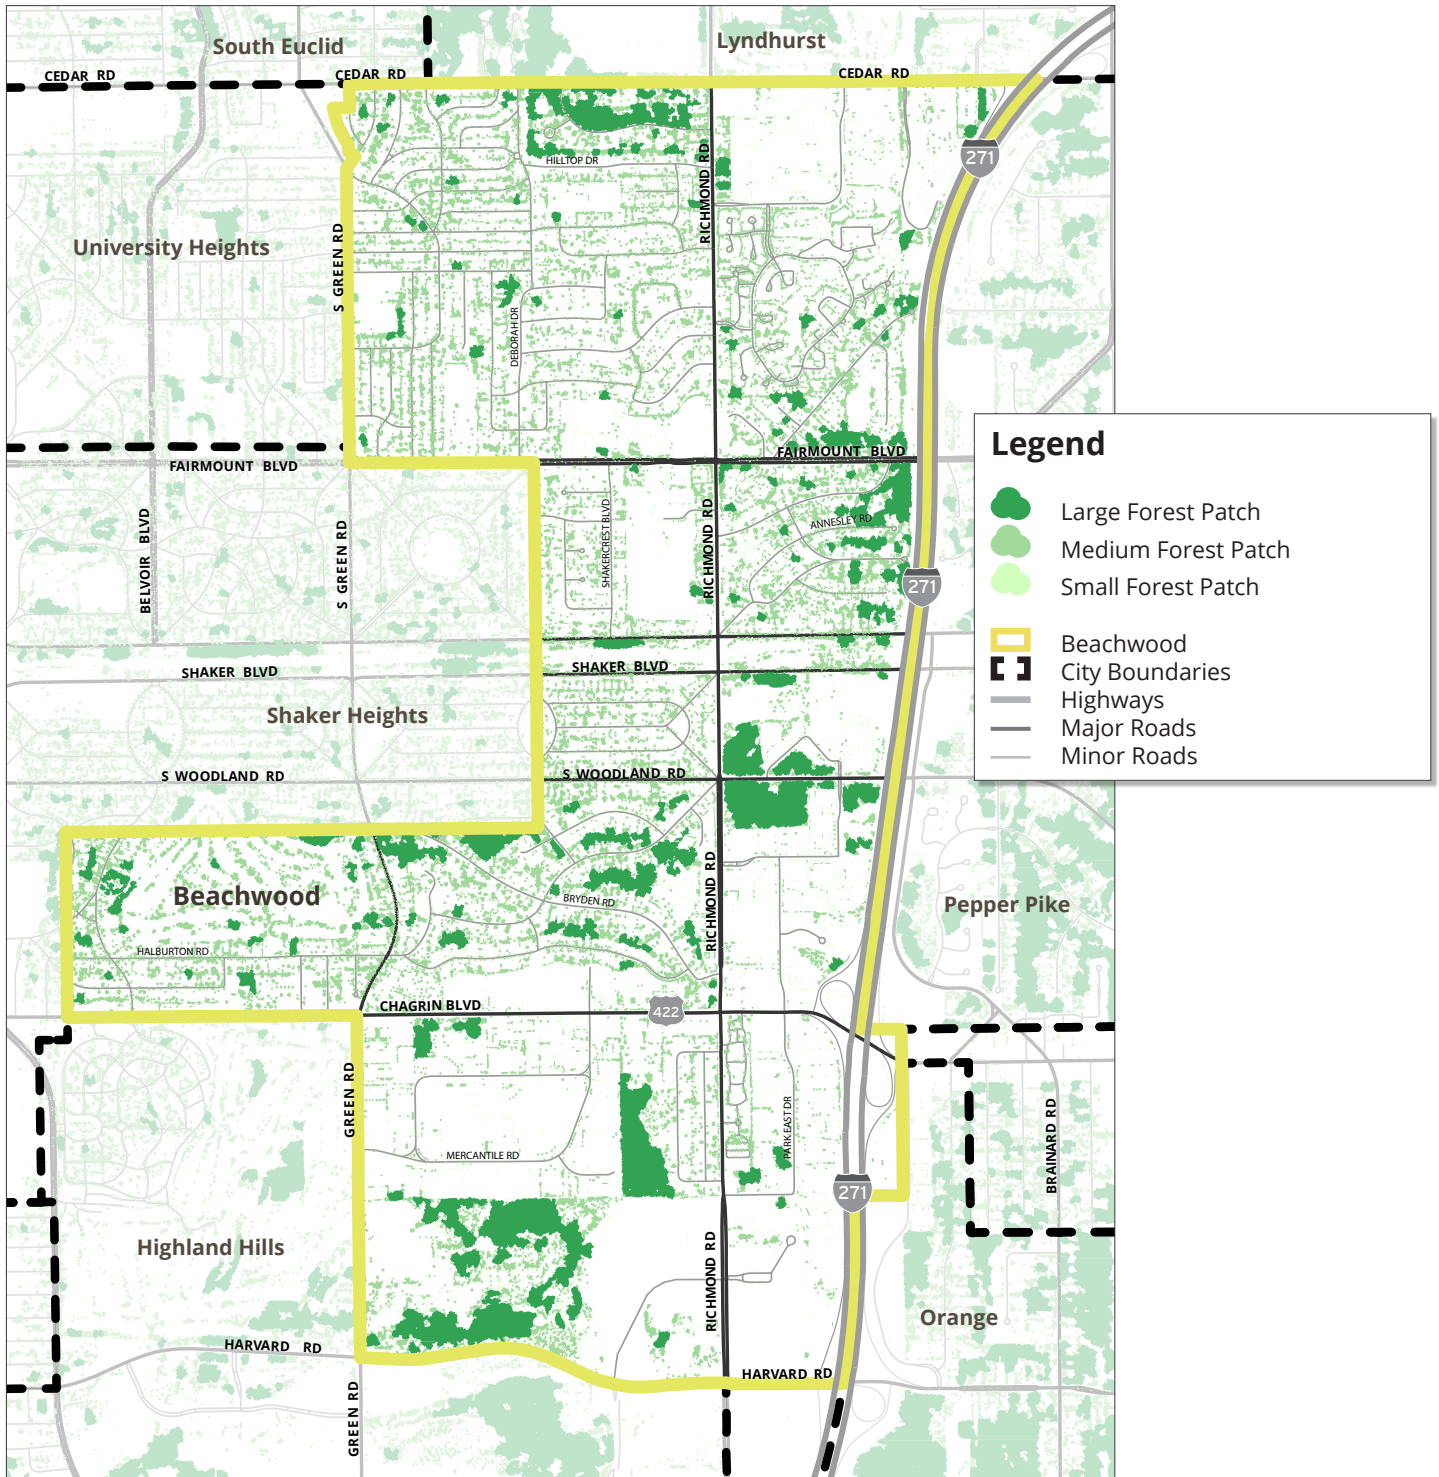 South Euclid
Lyndhurst
CEDAR RD
CEDAR RD
CEDAR RD
HILLTOP DR
271
RICHMOND RD
University Heights
S GREEN RD
DEBORAH DR
FAIRMOUNT BLVD
FAIRMOUNT BLVD
Legend
Large Forest Patch
Medium Forest Patch
Small Forest Patch
Beachwood
City Boundaries
Highways
Major Roads
Minor Roads
BELVOIR BLVD
S GREEN RD
SHAKERCREST BLVD
RICHMOND RD
ANNESLEY RD
271
SHAKER BLVD
SHAKER BLVD
Shaker Heights
S WOODLAND RD
S WOODLAND RD
Beachwood
BRYDEN RD
RICHMOND RD
Pepper Pike
HALBURTON RD
CHAGRIN BLVD
422
GREEN RD
MERCANTILE RD
PARK EAST DR
BRAINARD RD
271
Highland Hills
RICHMOND RD
Orange
HARVARD RD
HARVARD RD
GREEN RD